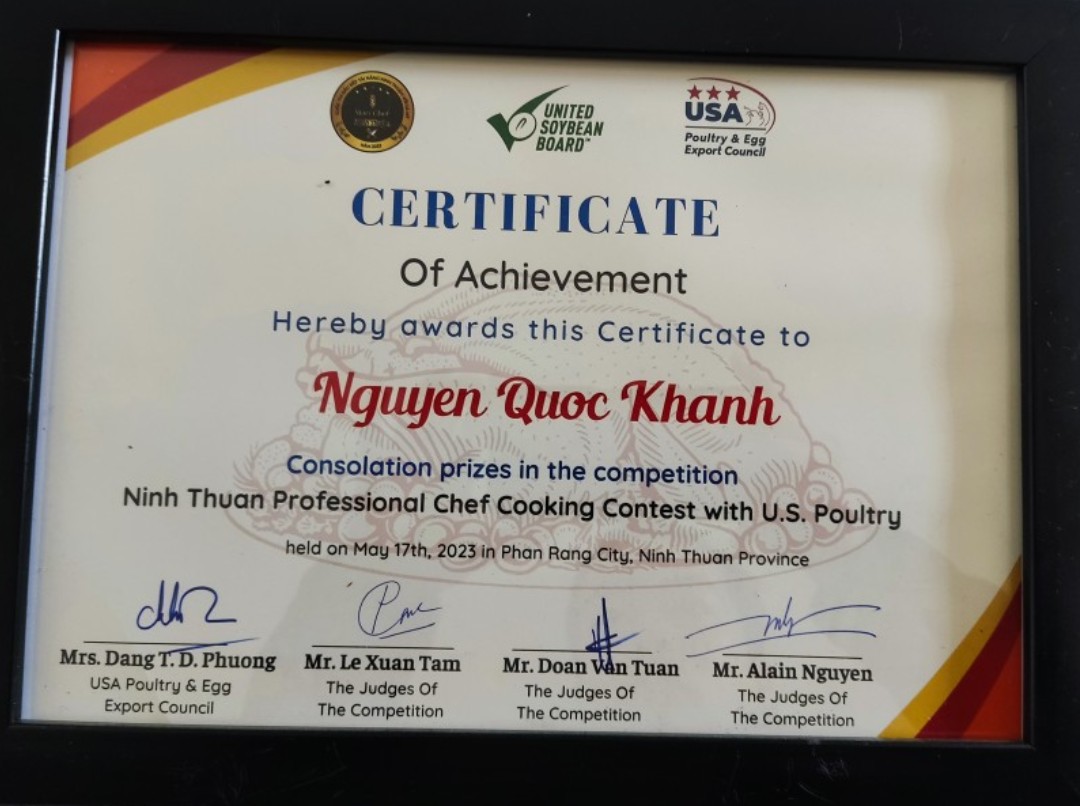 UNITED
SOYBEAN
BOARD™
USA
Poultry & Egg
Export Council
CERTIFICATE
Of Achievement
Hereby awards this Certificate to
Nguyen Quoc Khanh
Consolation prizes in the competition
Ninh Thuan Professional Chef Cooking Contest with U.S. Poultry
held on May 17th, 2023 in Phan Rang City, Ninh Thuan Province
Mrs. Dang T. D. Phuong
USA Poultry & Egg
Export Council
Mr. Le Xuan Tam
The Judges Of
The Competition
Mr. Doan Van Tuan
The Judges Of
The Competition
Mr. Alain Nguyen
The Judges Of
The Competition